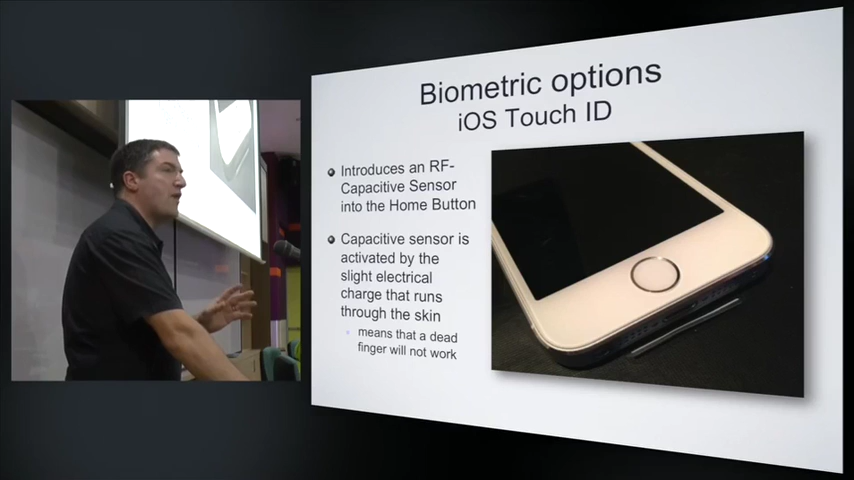 Biometric options
iOS Touch ID
Introduces an RF-
Capacitive Sensor
into the Home Button
Capacitive sensor is
activated by the
slight electrical
charge that runs
through the skin
means that a dead
finger will not work